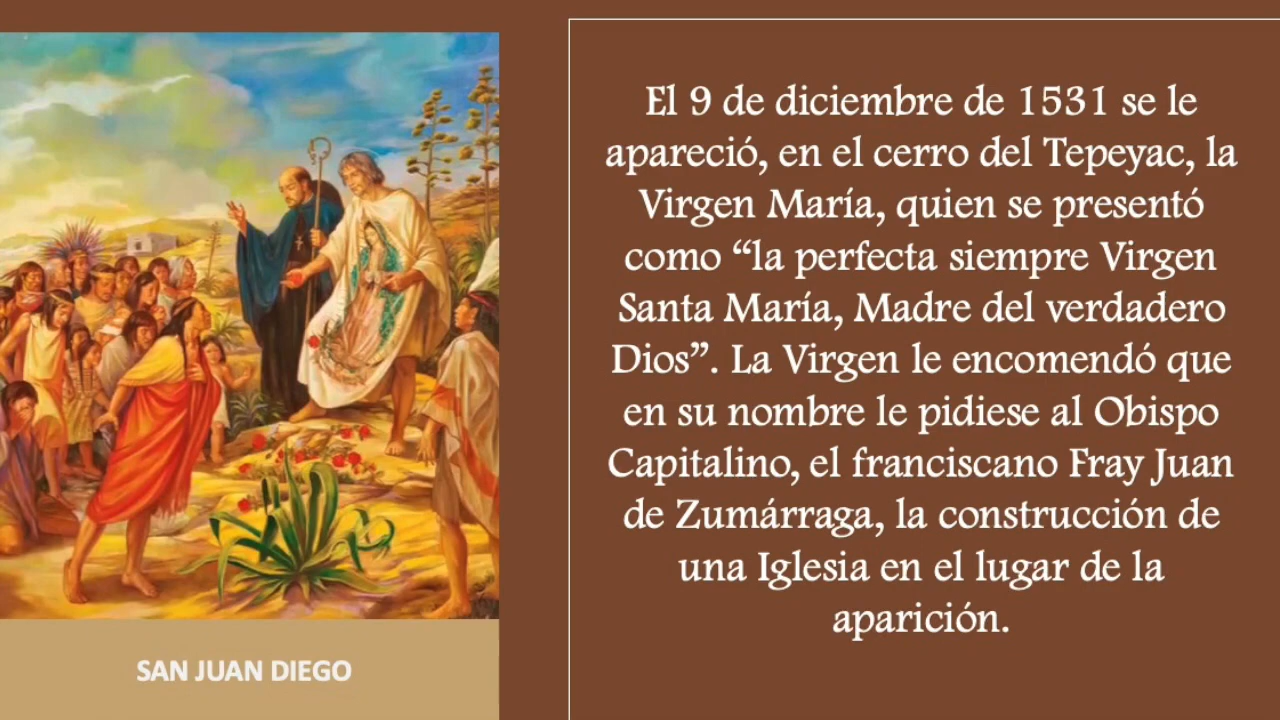 El 9 de diciembre de 1531 se le
apareció, en el cerro del Tepeyac, la
Virgen María, quien se presentó
como “la perfecta siempre Virgen
Santa María, Madre del verdadero
Dios”. La Virgen le encomendó que
en su nombre le pidiese al Obispo
Capitalino, el franciscano Fray Juan
de Zumárraga, la construcción de
una Iglesia en el lugar de la
aparición.
SAN JUAN DIEGO